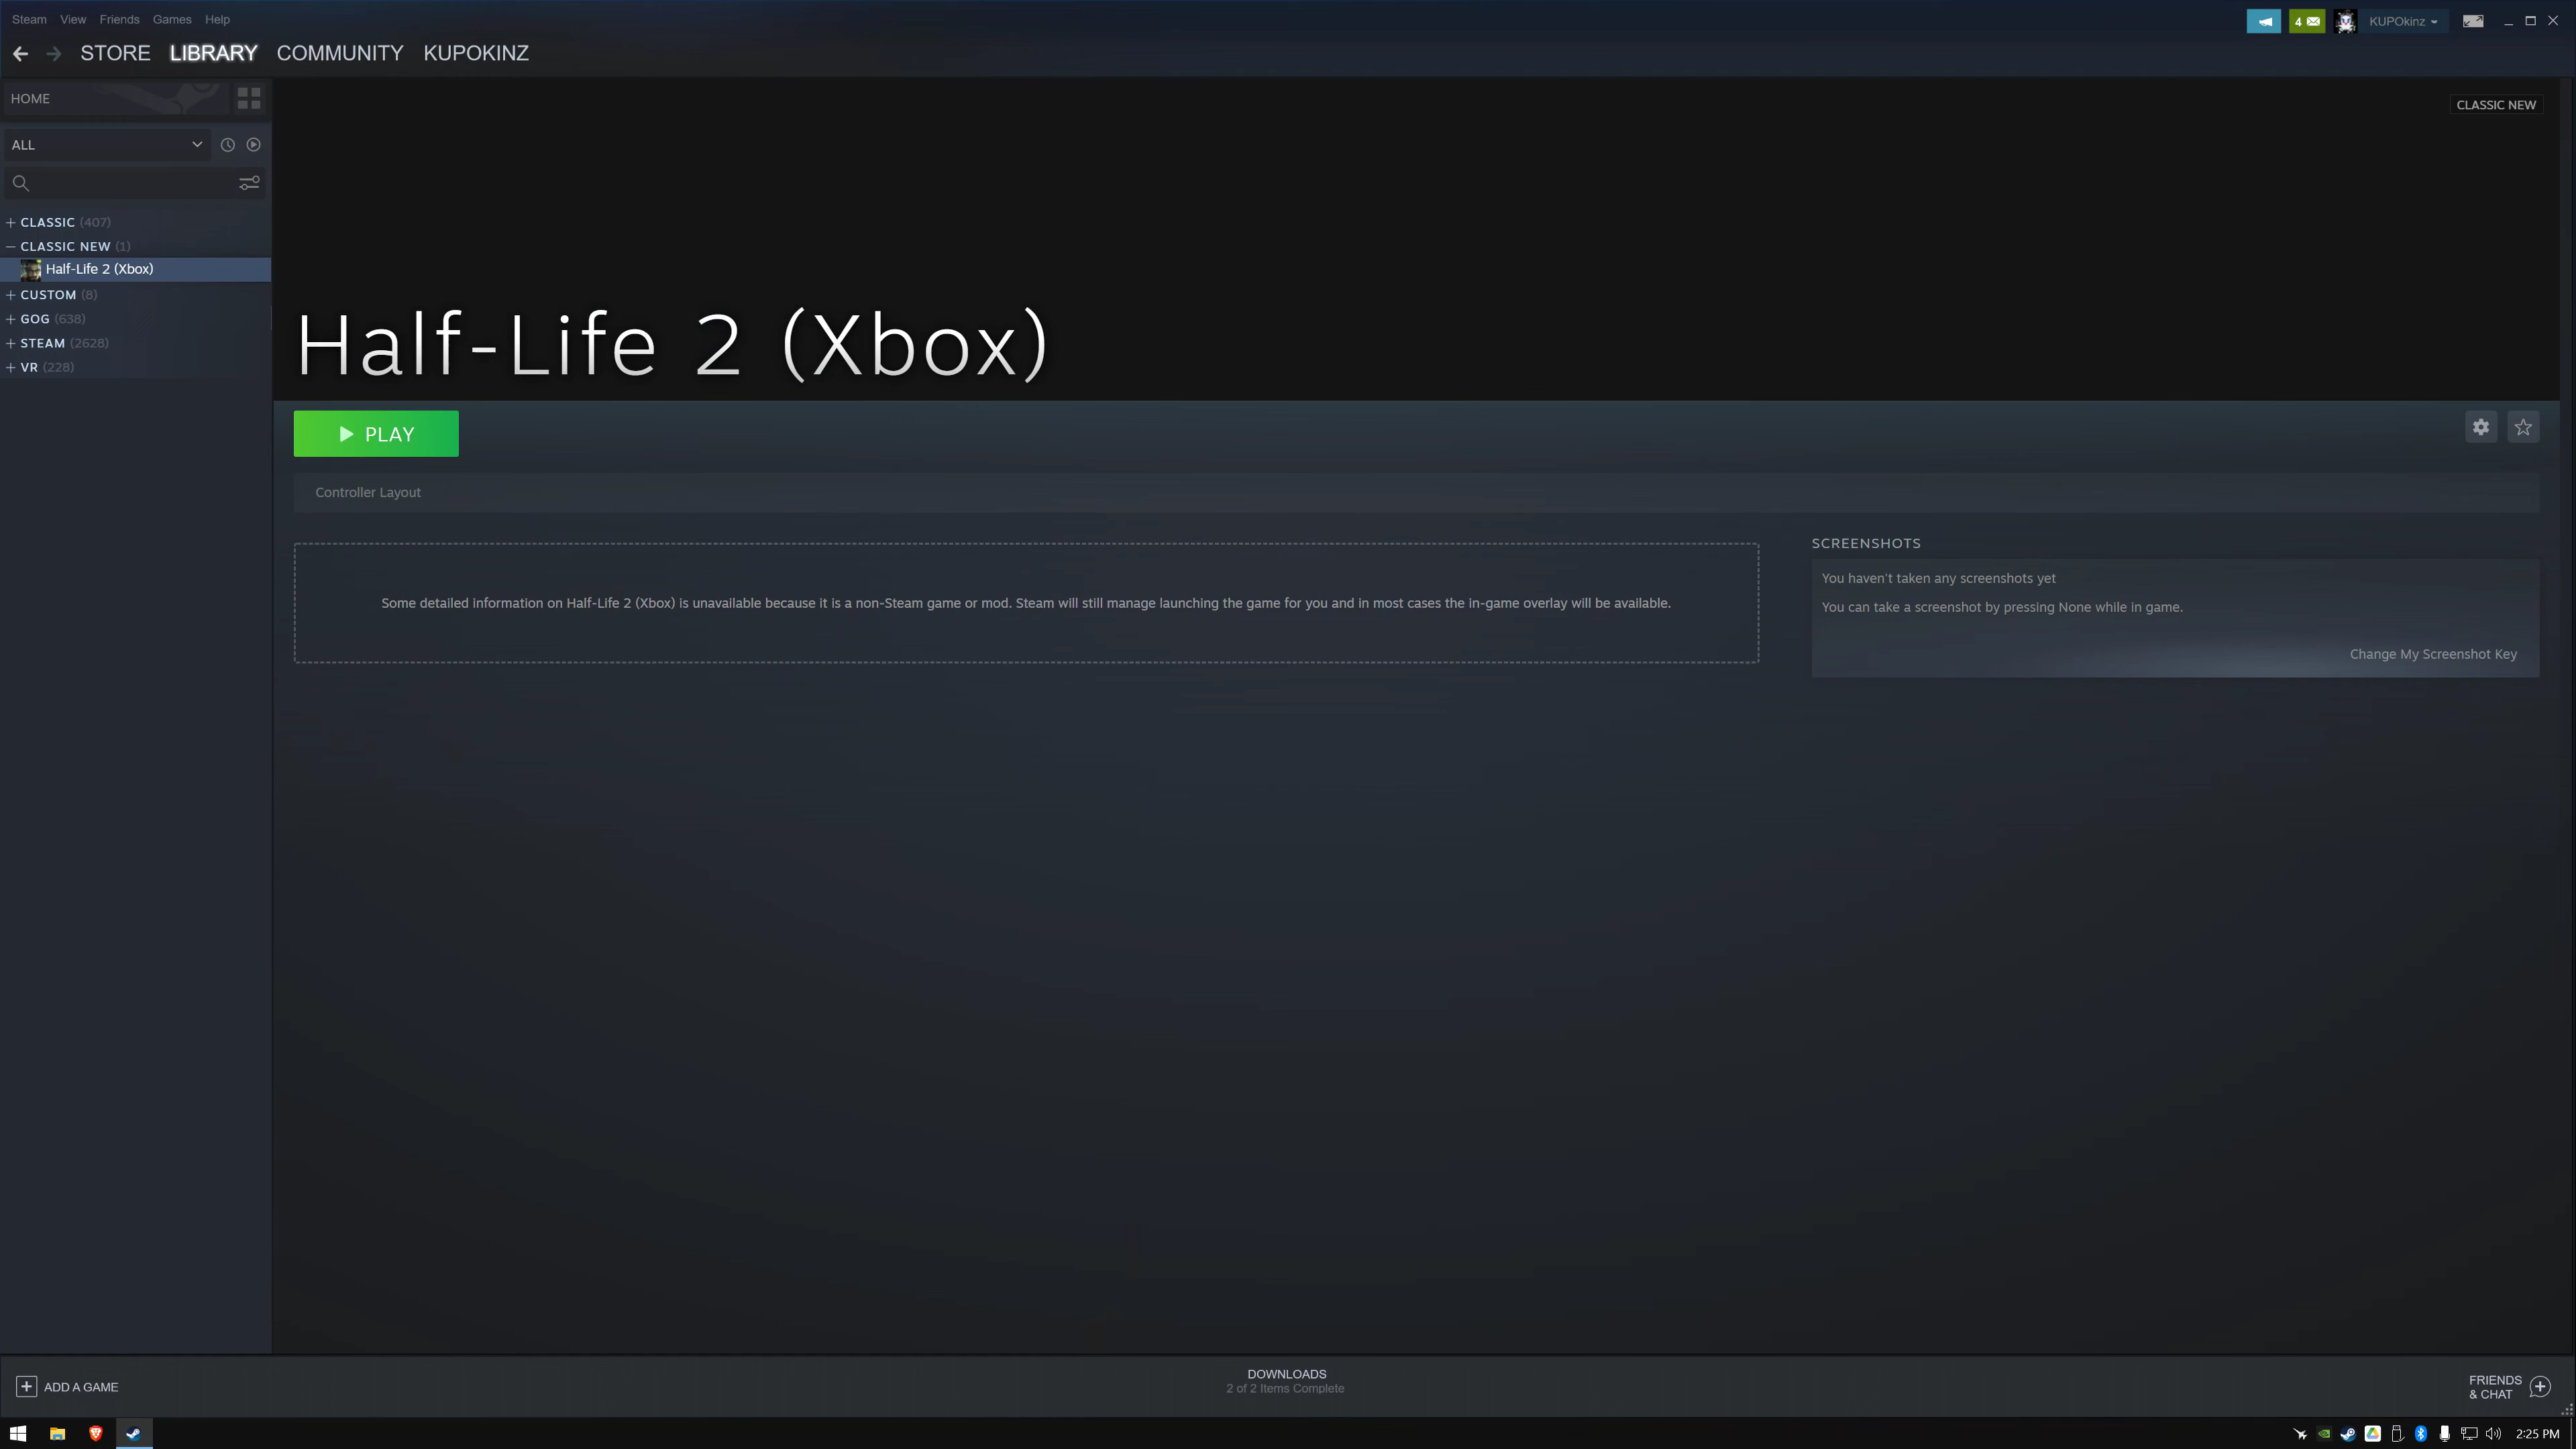 Steam View Friends Games Help
4 KUPOkinz
STORE LIBRARY COMMUNITY KUPOKINZ
HOME
CLASSIC NEW
ALL
CLASSIC (407)
CLASSIC NEW (1)
Half-Life 2 (Xbox)
CUSTOM (8)
GOG (638)
STEAM (2628)
VR (228)
Half-Life 2 (Xbox)
PLAY
Controller Layout
Some detailed information on Half-Life 2 (Xbox) is unavailable because it is a non-Steam game or mod. Steam will still manage launching the game for you and in most cases the in-game overlay will be available.
SCREENSHOTS
You haven't taken any screenshots yet
You can take a screenshot by pressing None while in game.
Change My Screenshot Key
ADD A GAME
DOWNLOADS
2 of 2 Items Complete
FRIENDS
& CHAT
2:25 PM